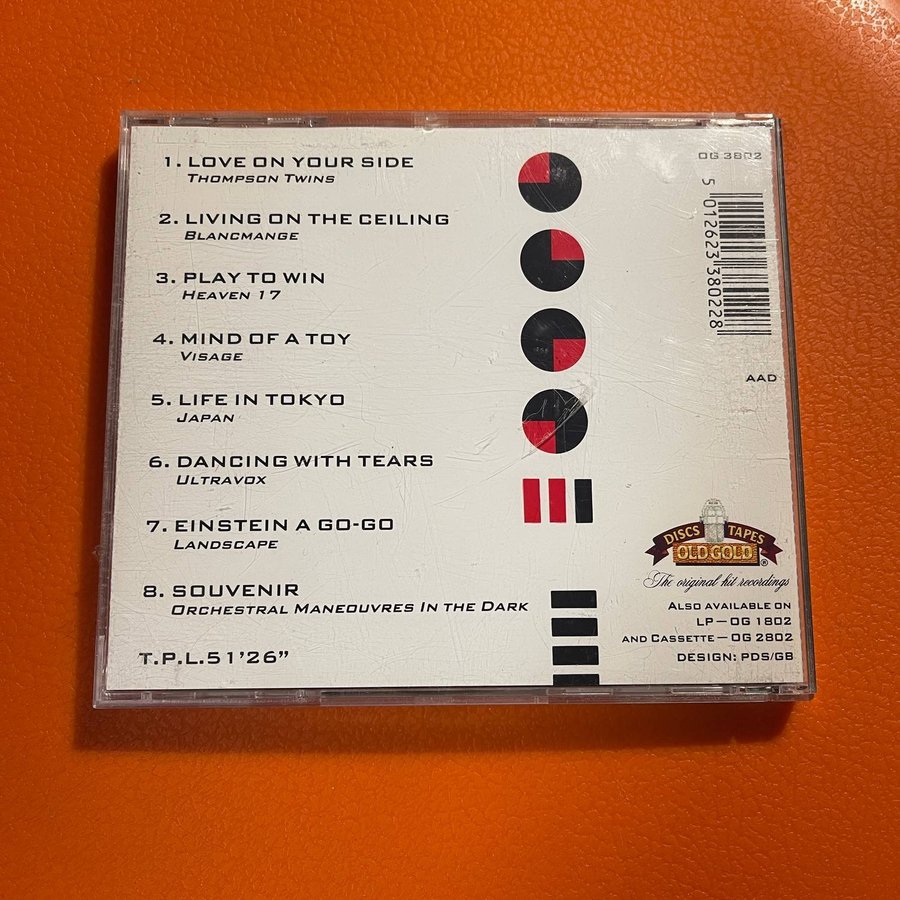 1. LOVE ON YOUR SIDE
THOMPSON TWINS
2. LIVING ON THE CEILING
BLANCMANGE
3. PLAY TO WIN
HEAVEN 17
4. MIND OF A TOY
VISAGE
5. LIFE IN TOKYO
JAPAN
6. DANCING WITH TEARS
ULTRAVOX
7. EINSTEIN A GO-GO
LANDSCAPE
8. SOUVENIR
ORCHESTRAL MANEOUVRES IN THE DARK
T.P.L.51'26”
OG 3802
5 012623 380228
AAD
DISCS TAPES
OLD GOLD ®
The original hit recordings
ALSO AVAILABLE ON
LP—OG 1802
AND CASSETTE—OG 2802
DESIGN: PDS/GB